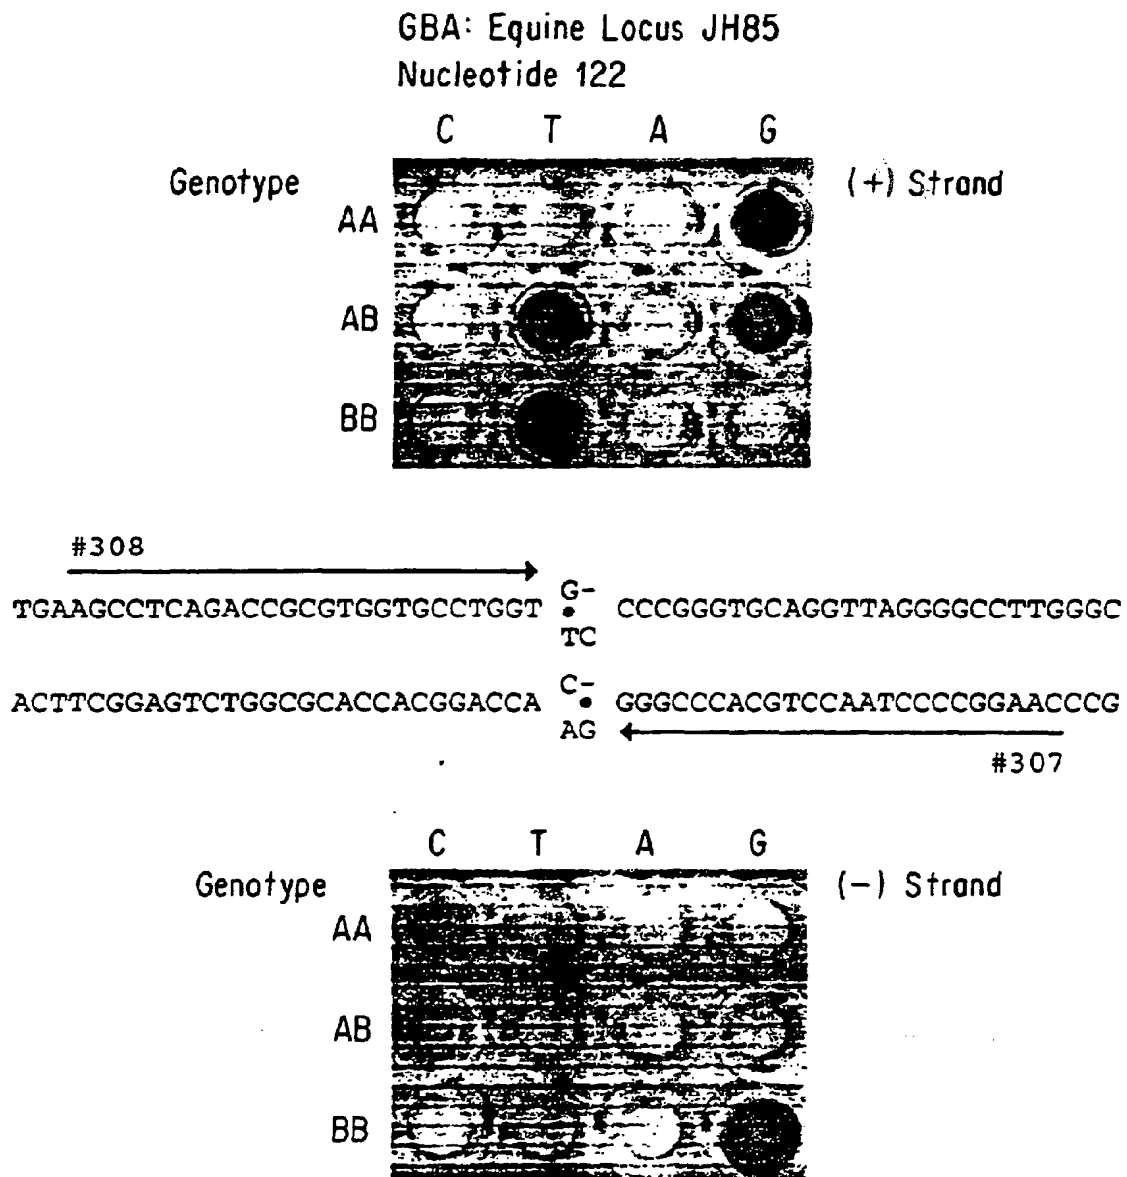 GBA: Equine Locus JH85
Nucleotide 122
C T A G
Genotype
(+) Strand
AA
AB
BB
#308
G-
TGAAGCCTCAGACCGCGTGGTGCCTGGT • CCCGGGTGCAGGTTAGGGGCCTTGGGC
TC
C-
ACTTCGGAGTCTGGCGCACCACGGACCA • GGGCCCACGTCCAATCCCCGGAACCCG
AG
#307
C T A G
Genotype
(-) Strand
AA
AB
BB